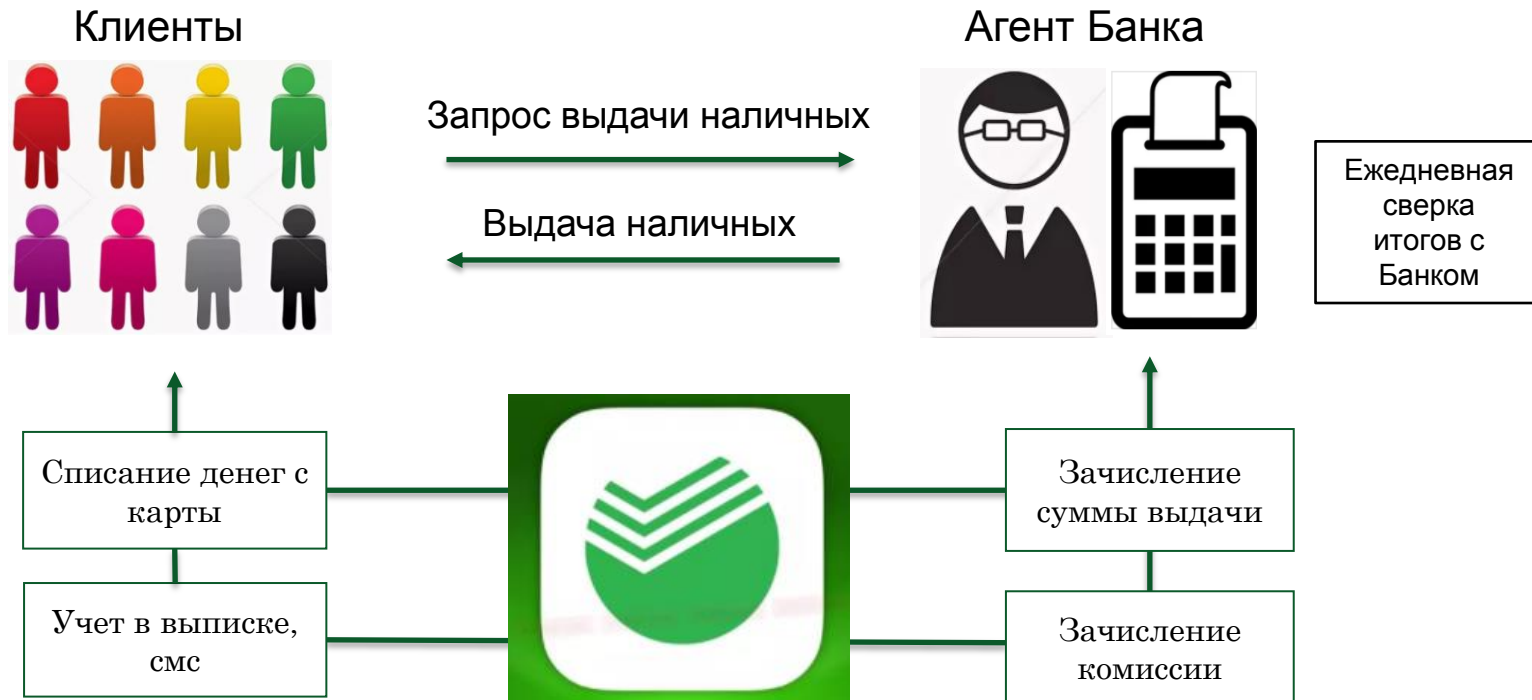 Клиенты
Агент Банка
Запрос выдачи наличных
Выдача наличных
Ежедневная
сверка
итогов с
Банком
Списание денег с
карты
Зачисление
суммы выдачи
Учет в выписке,
смс
Зачисление
комиссии